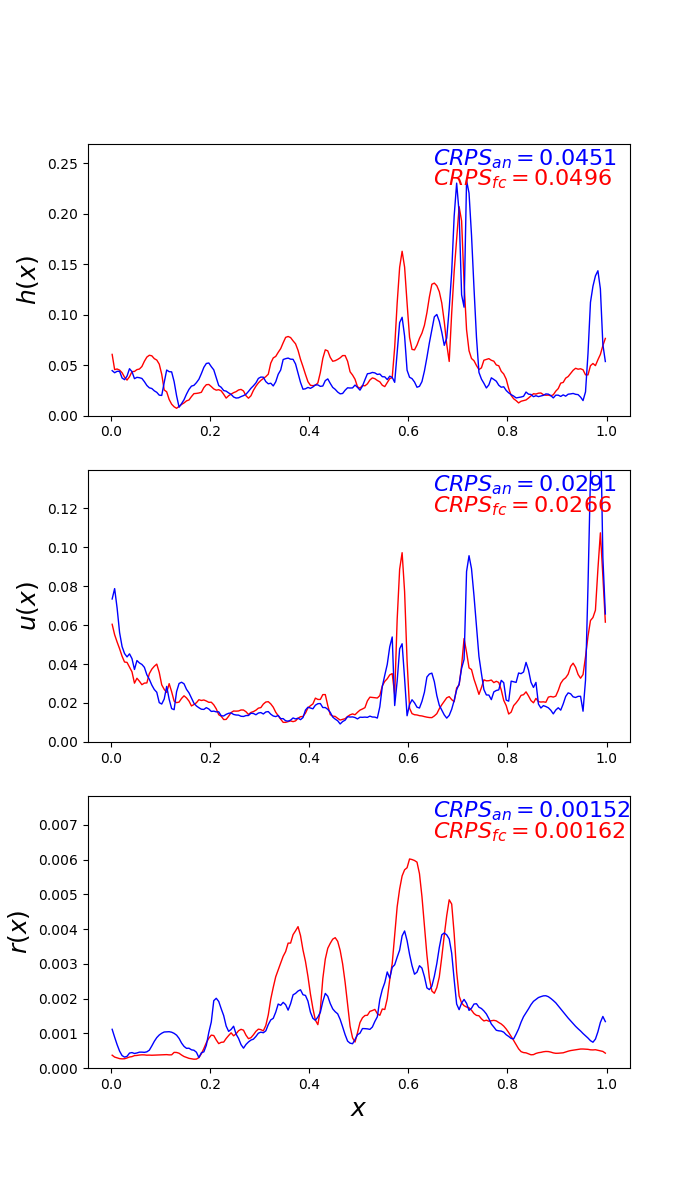 CRPS_an = 0.0451
CRPS_fc = 0.0496
h(x)
0.25
0.20
0.15
0.10
0.05
0.00
0.0 0.2 0.4 0.6 0.8 1.0
CRPS_an = 0.0291
CRPS_fc = 0.0266
u(x)
0.12
0.10
0.08
0.06
0.04
0.02
0.00
0.0 0.2 0.4 0.6 0.8 1.0
CRPS_an = 0.00152
CRPS_fc = 0.00162
r(x)
0.007
0.006
0.005
0.004
0.003
0.002
0.001
0.000
0.0 0.2 0.4 0.6 0.8 1.0
x